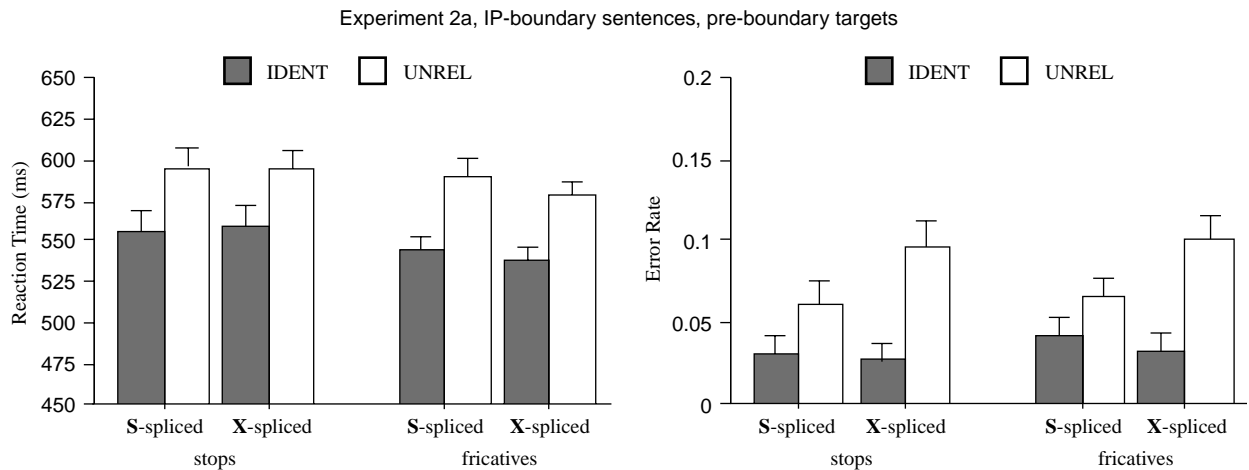 Experiment 2a, IP-boundary sentences, pre-boundary targets
IDENT UNREL
Reaction Time (ms)
650
625
600
575
550
525
500
475
450
S-spliced X-spliced S-spliced X-spliced
stops fricatives
IDENT UNREL
Error Rate
0.2
0.15
0.1
0.05
0
S-spliced X-spliced S-spliced X-spliced
stops fricatives